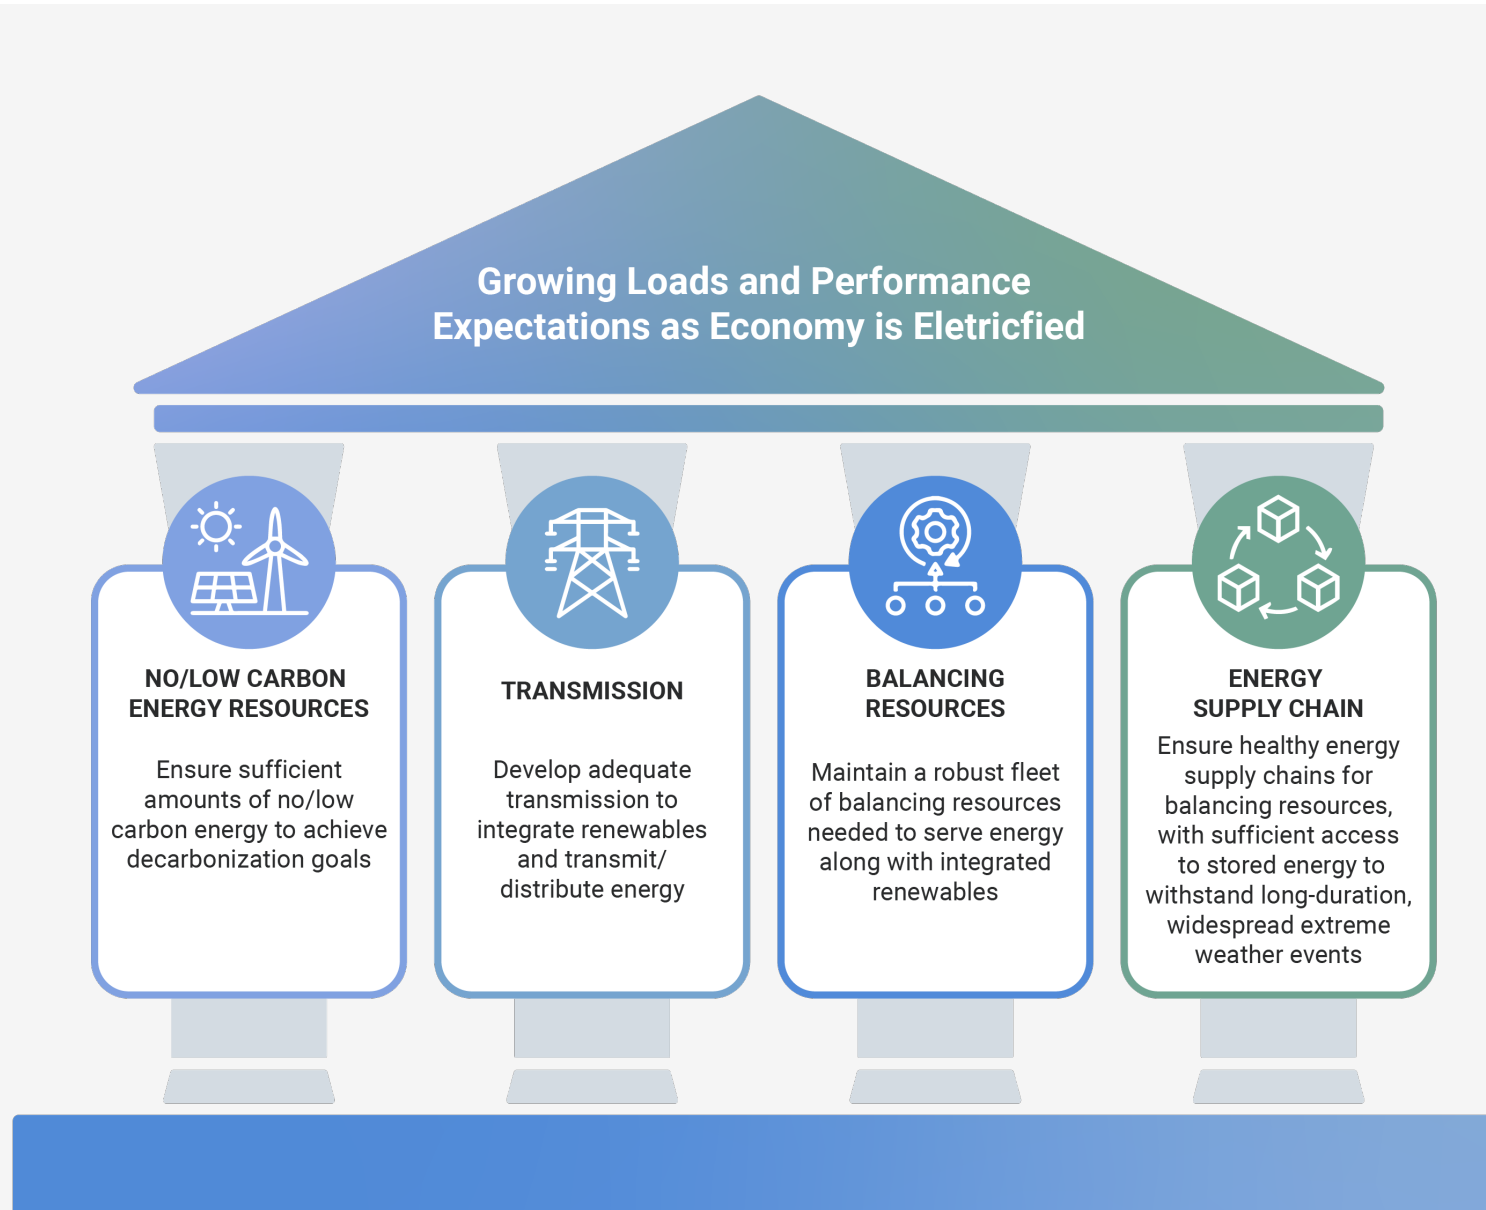 Growing Loads and Performance
Expectations as Economy is Eletricfied
NO/LOW CARBON
ENERGY RESOURCES
Ensure sufficient
amounts of no/low
carbon energy to achieve
decarbonization goals
TRANSMISSION
Develop adequate
transmission to
integrate renewables
and transmit/
distribute energy
BALANCING
RESOURCES
Maintain a robust fleet
of balancing resources
needed to serve energy
along with integrated
renewables
ENERGY
SUPPLY CHAIN
Ensure healthy energy
supply chains for
balancing resources,
with sufficient access
to stored energy to
withstand long-duration,
widespread extreme
weather events